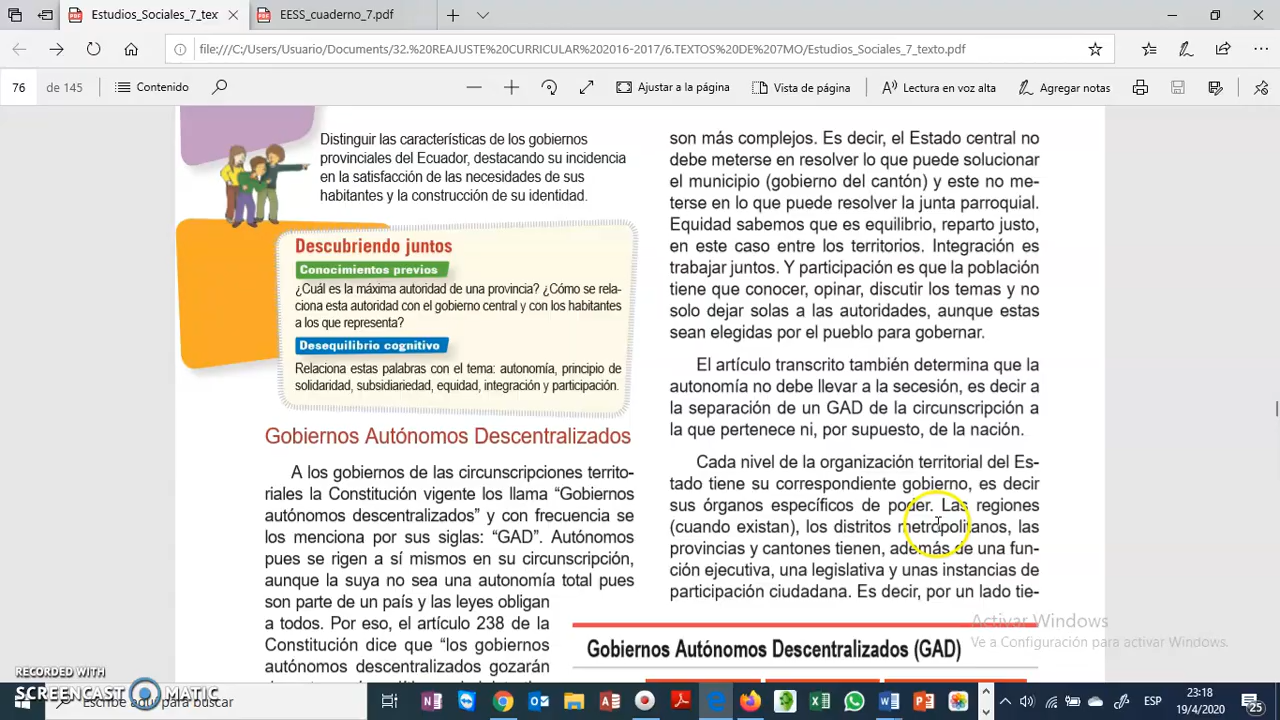 Estudios_Sociales_7_tex
EESS_7.pdf
file:///C:/Users/Usuario/Documents/32.%20REAJUSTE%20CURRICULAR%202016-2017/6.TEXTOS%20DE%207MO/Estudios_Sociales_7_texto.pdf
76 de 145
Contenido
Ajustar a la página
Vista de página
Lectura en voz alta
Agregar notas
Distinguir las características de los gobiernos
provinciales del Ecuador, destacando su incidencia
en la satisfacción de las necesidades de sus
habitantes y la construcción de su identidad.
Descubriendo juntos
Conocimientos previos
¿Cuál es la máxima autoridad de una provincia? ¿Cómo se rela-
ciona esta autoridad con el gobierno central y con los habitantes
a los que representa?
Desequilibrio cognitivo
Relaciona estas palabras con el tema: autonomía, principio de
solidaridad, subsidiariedad, equidad, integración y participación.
Gobiernos Autónomos Descentralizados
A los gobiernos de las circunscripciones territo-
riales la Constitución vigente los llama “Gobiernos
autónomos descentralizados” y con frecuencia se
los menciona por sus siglas: “GAD”. Autónomos
pues se rigen a sí mismos en su circunscripción,
aunque la suya no sea una autonomía total pues
son parte de un país y las leyes obligan
a todos. Por eso, el artículo 238 de la
Constitución dice que “los gobiernos
autónomos descentralizados gozarán
son más complejos. Es decir, el Estado central no
debe meterse en resolver lo que puede solucionar
el municipio (gobierno del cantón) y este no me-
terse en lo que puede resolver la junta parroquial.
Equidad sabemos que es equilibrio, reparto justo,
en este caso entre los territorios. Integración es
trabajar juntos. Y participación es que la población
tiene que conocer, opinar, discutir los temas y no
solo dejar solas a sus autoridades, aunque estas
sean elegidas por el pueblo para gobernar.
El artículo transcrito también determina que la
autonomía no debe llevar a la secesión, es decir a
la separación de un GAD de la circunscripción a
la que pertenece ni, por supuesto, de la nación.
Cada nivel de la organización territorial del Es-
tado tiene su correspondiente gobierno, es decir
sus órganos específicos de poder. Las regiones
(cuando existan), los distritos metropolitanos, las
provincias y cantones tienen, además de una fun-
ción ejecutiva, una legislativa y unas instancias de
participación ciudadana. Es decir, por un lado tie-
Gobiernos Autónomos Descentralizados (GAD)
Activar Windows
Ve a Configuración para activar Windows.
RECORDED WITH
SCREENCAST MATIC
Escribe aquí para buscar
ESP
23:18
19/4/2020
25